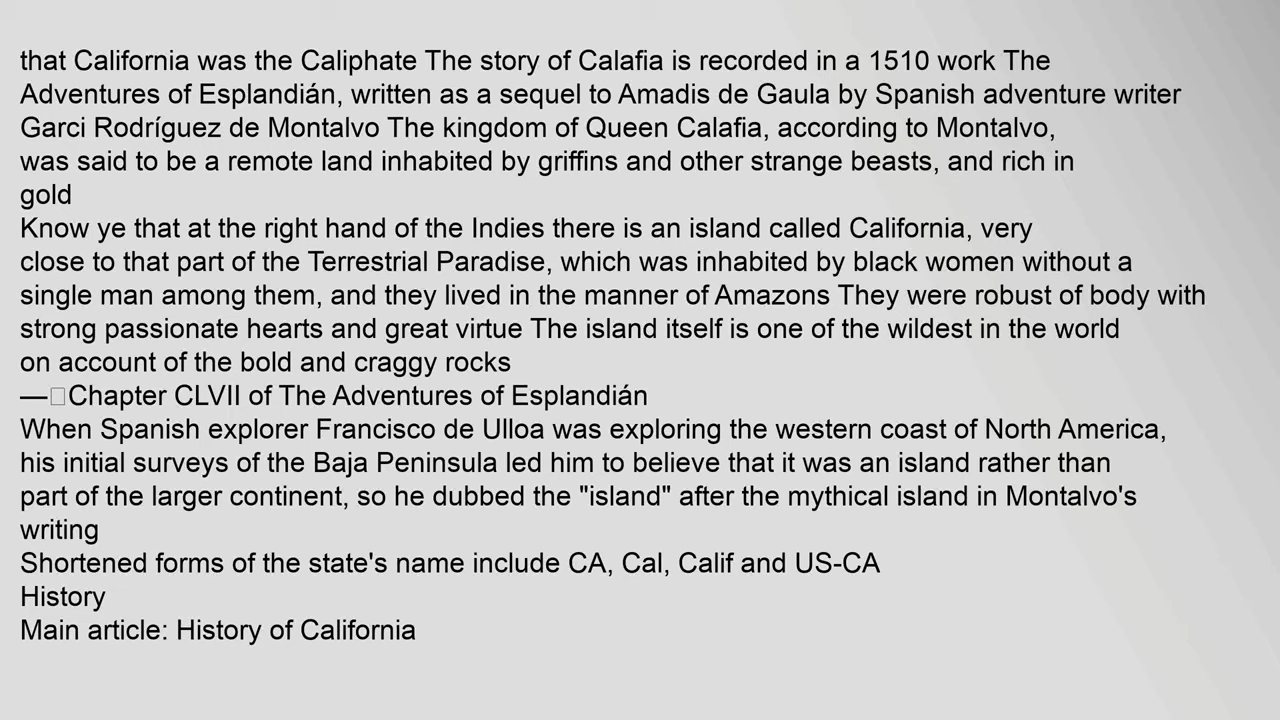 that California was the Caliphate The story of Calafia is recorded in a 1510 work The
Adventures of Esplandián, written as a sequel to Amadis de Gaula by Spanish adventure writer
Garci Rodríguez de Montalvo The kingdom of Queen Calafia, according to Montalvo,
was said to be a remote land inhabited by griffins and other strange beasts, and rich in
gold
Know ye that at the right hand of the Indies there is an island called California, very
close to that part of the Terrestrial Paradise, which was inhabited by black women without a
single man among them, and they lived in the manner of Amazons They were robust of body with
strong passionate hearts and great virtue The island itself is one of the wildest in the world
on account of the bold and craggy rocks
—□Chapter CLVII of The Adventures of Esplandián
When Spanish explorer Francisco de Ulloa was exploring the western coast of North America,
his initial surveys of the Baja Peninsula led him to believe that it was an island rather than
part of the larger continent, so he dubbed the "island" after the mythical island in Montalvo's
writing
Shortened forms of the state's name include CA, Cal, Calif and US-CA
History
Main article: History of California